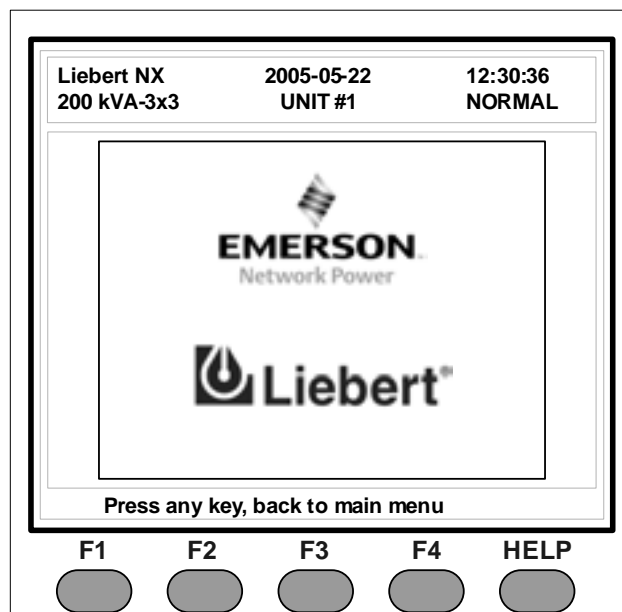 Liebert NX 2005-05-22 12:30:36
200 kVA-3x3 UNIT #1 NORMAL
EMERSON
Network Power
Liebert®
Press any key, back to main menu
F1 F2 F3 F4 HELP